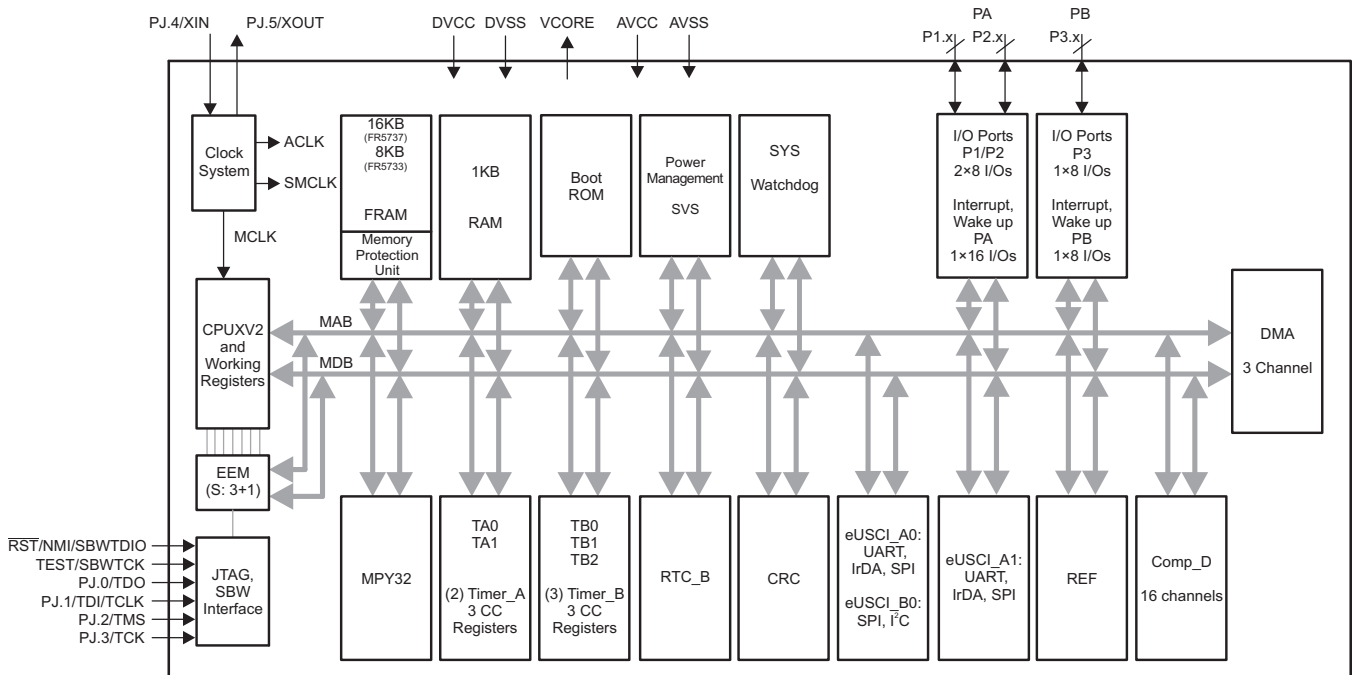 PJ.4/XIN
PJ.5/XOUT
DVCC
DVSS
VCORE
AVCC
AVSS
PA
P1.x
P2.x
PB
P3.x
Clock
System
ACLK
SMCLK
MCLK
16KB
(FR5737)
8KB
(FR5733)
FRAM
Memory
Protection
Unit
1KB
RAM
Boot
ROM
Power
Management
SVS
SYS
Watchdog
I/O Ports
P1/P2
2×8 I/Os
Interrupt,
Wake up
PA
1×16 I/Os
I/O Ports
P3
1×8 I/Os
Interrupt,
Wake up
PB
1×8 I/Os
CPUXV2
and
Working
Registers
MAB
MDB
DMA
3 Channel
EEM
(S: 3+1)
RST/NMI/SBWTDIO
TEST/SBWTCK
PJ.0/TDO
PJ.1/TDI/TCLK
PJ.2/TMS
PJ.3/TCK
JTAG,
SBW
Interface
MPY32
TA0
TA1
(2) Timer_A
3 CC
Registers
TB0
TB1
TB2
(3) Timer_B
3 CC
Registers
RTC_B
CRC
eUSCI_A0:
UART,
IrDA, SPI
eUSCI_B0:
SPI, I²C
eUSCI_A1:
UART,
IrDA, SPI
REF
Comp_D
16 channels